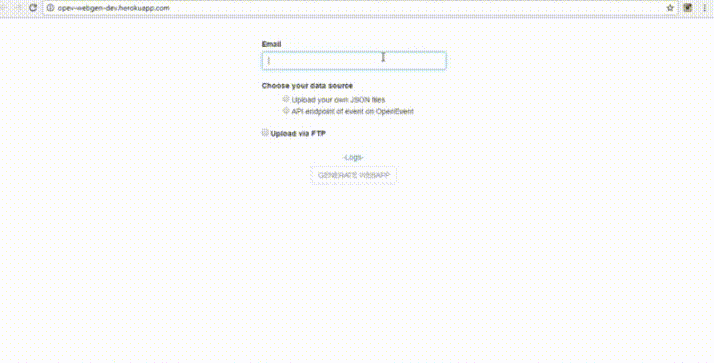 opev-webgen-dev.herokuapp.com
Email
Choose your data source
Upload your own JSON files
API endpoint of event on OpenEvent
Upload via FTP
-Logs-
GENERATE WEBAPP